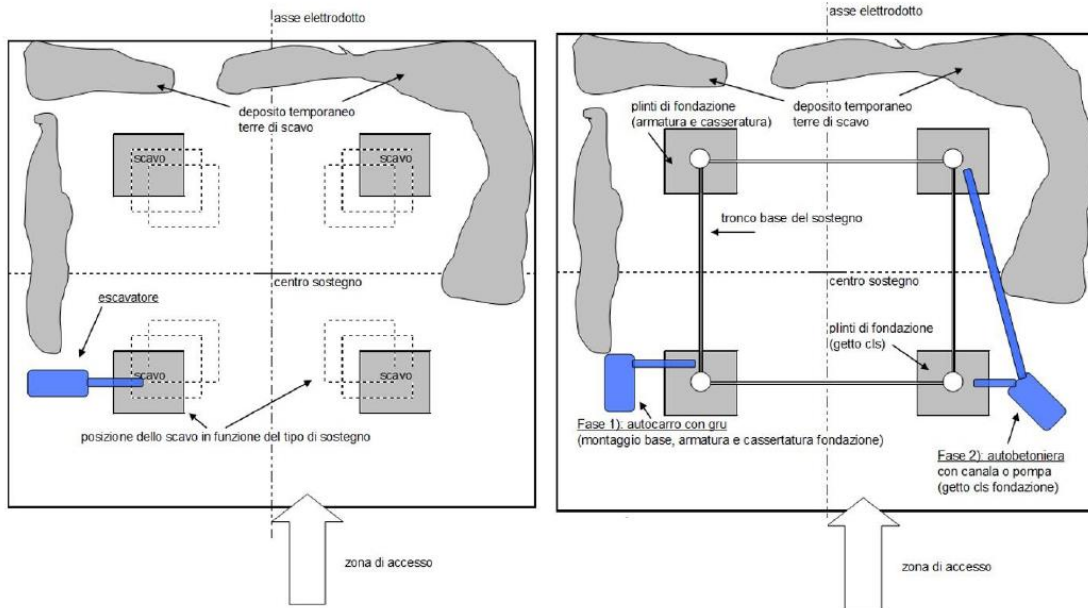 asse elettrodotto
deposito temporaneo
terre di scavo
scavo
scavo
centro sostegno
escavatore
scavo
scavo
posizione dello scavo in funzione del tipo di sostegno
zona di accesso
asse elettrodotto
plinti di fondazione
(armatura e casseratura)
deposito temporaneo
terre di scavo
tronco base del sostegno
centro sostegno
plinti di fondazione
(getto cls)
Fase 1): autocarro con gru
(montaggio base, armatura e cassertatura fondazione)
Fase 2): autobetoniera
con canala o pompa
(getto cls fondazione)
zona di accesso